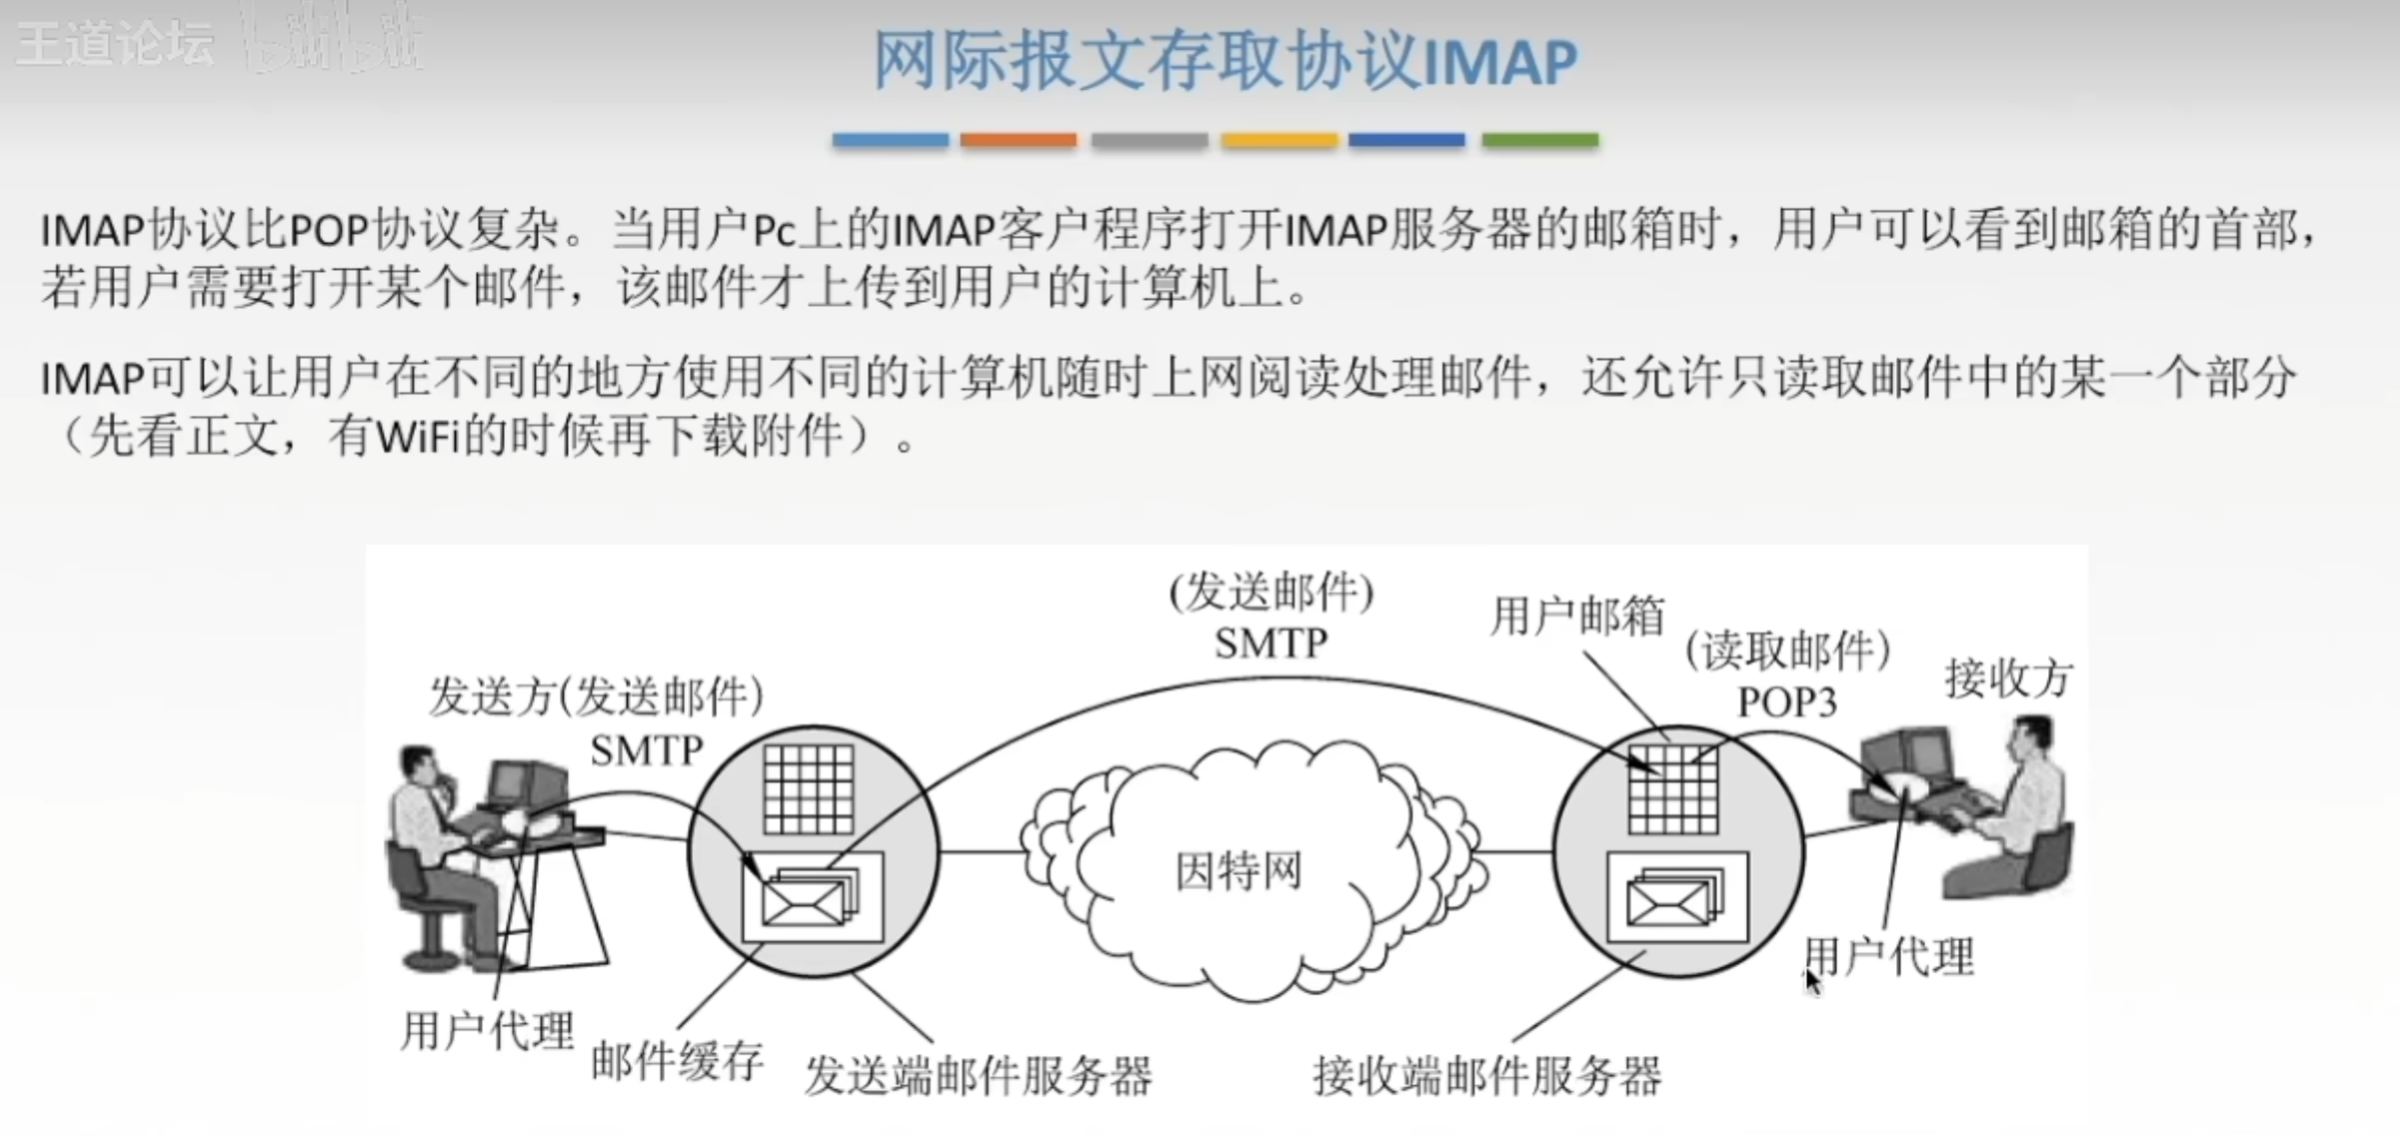 王道论坛 bilibili
网际报文存取协议IMAP
IMAP协议比POP协议复杂。当用户Pc上的IMAP客户程序打开IMAP服务器的邮箱时，用户可以看到邮箱的首部，
若用户需要打开某个邮件，该邮件才上传到用户的计算机上。
IMAP可以让用户在不同的地方使用不同的计算机随时上网阅读处理邮件，还允许只读取邮件中的某一个部分
（先看正文，有WiFi的时候再下载附件）。
(发送邮件)
SMTP
用户邮箱
(读取邮件)
POP3
接收方
发送方(发送邮件)
SMTP
因特网
用户代理
用户代理
邮件缓存
发送端邮件服务器
接收端邮件服务器